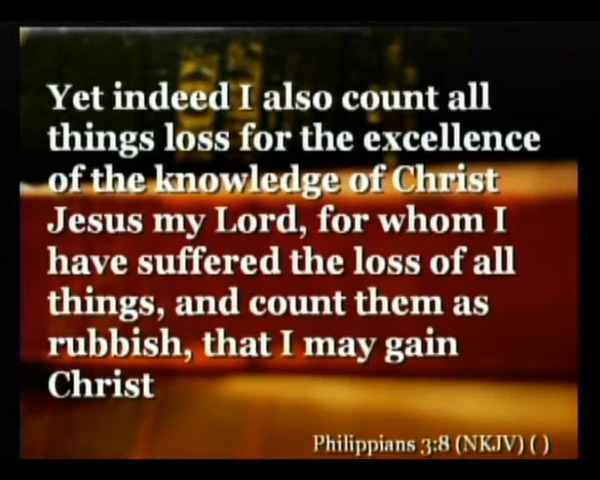 Yet indeed I also count all
things loss for the excellence
of the knowledge of Christ
Jesus my Lord, for whom I
have suffered the loss of all
things, and count them as
rubbish, that I may gain
Christ
Philippians 3:8 (NKJV) ( )